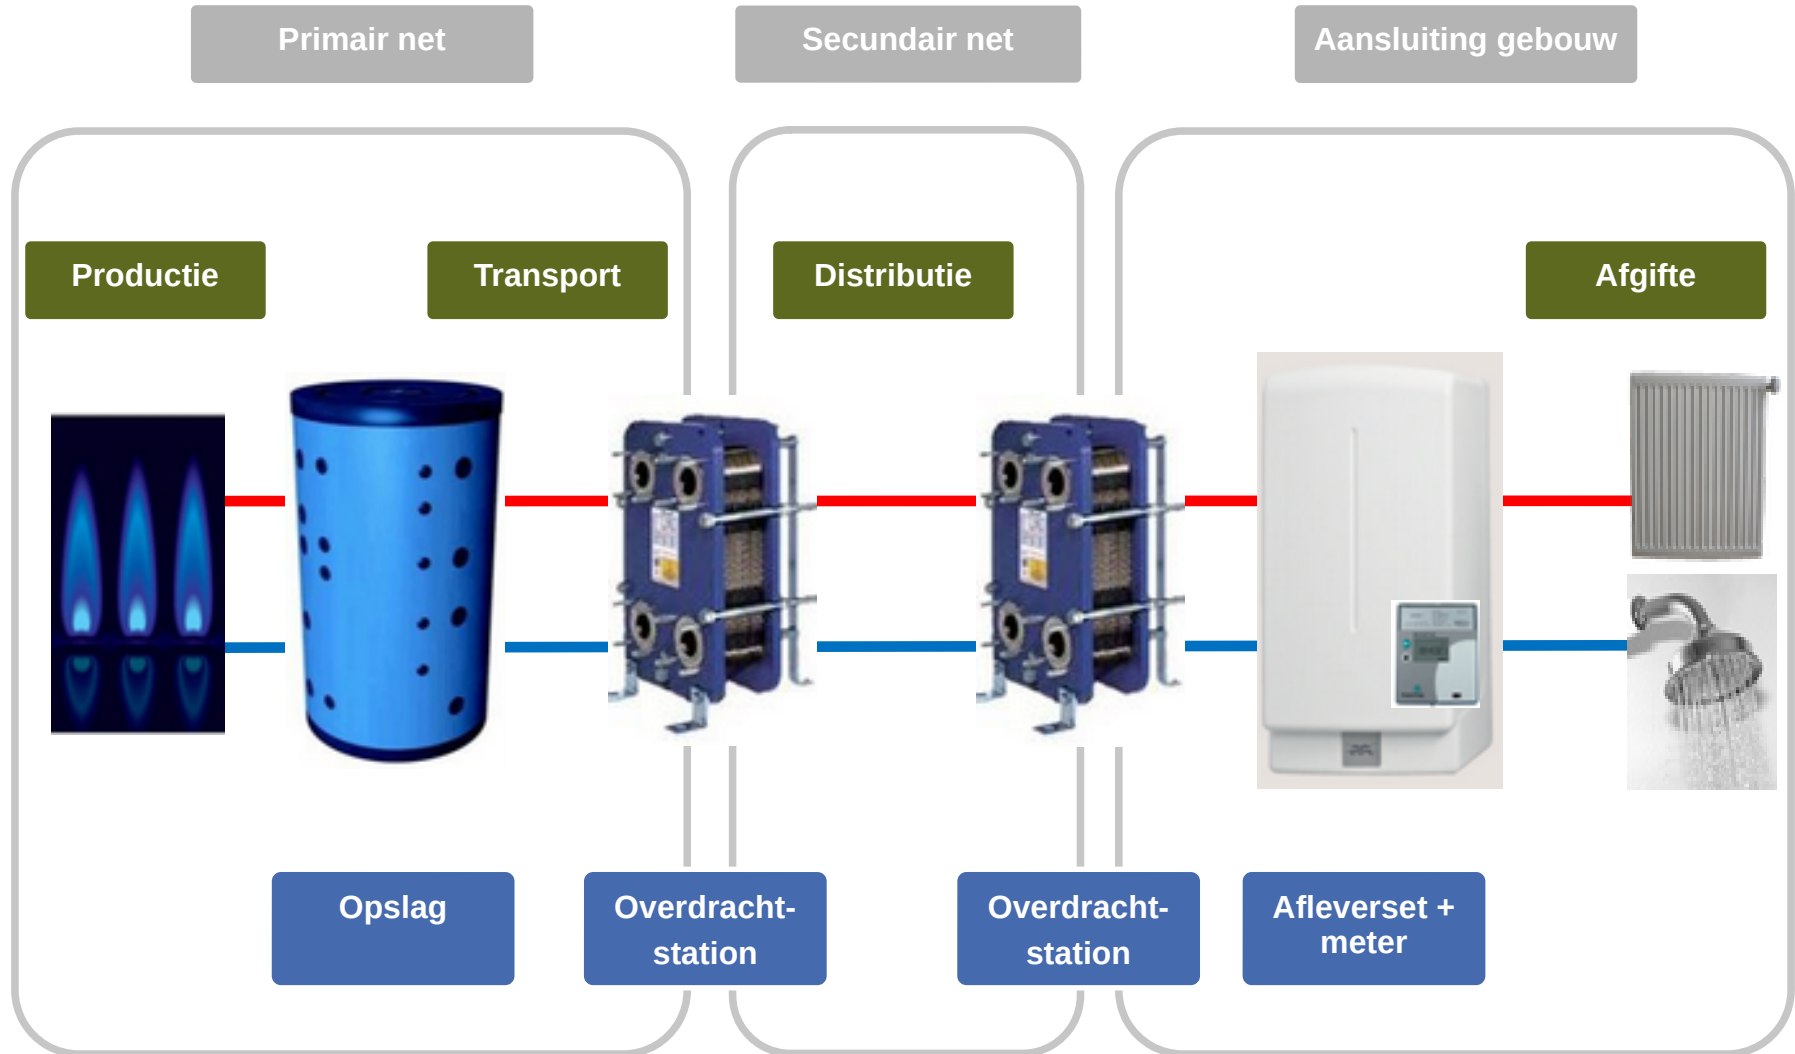 Primair net
Secundair net
Aansluiting gebouw
Productie
Transport
Distributie
Afgifte
Opslag
Overdracht-
station
Overdracht-
station
Afleverset +
meter